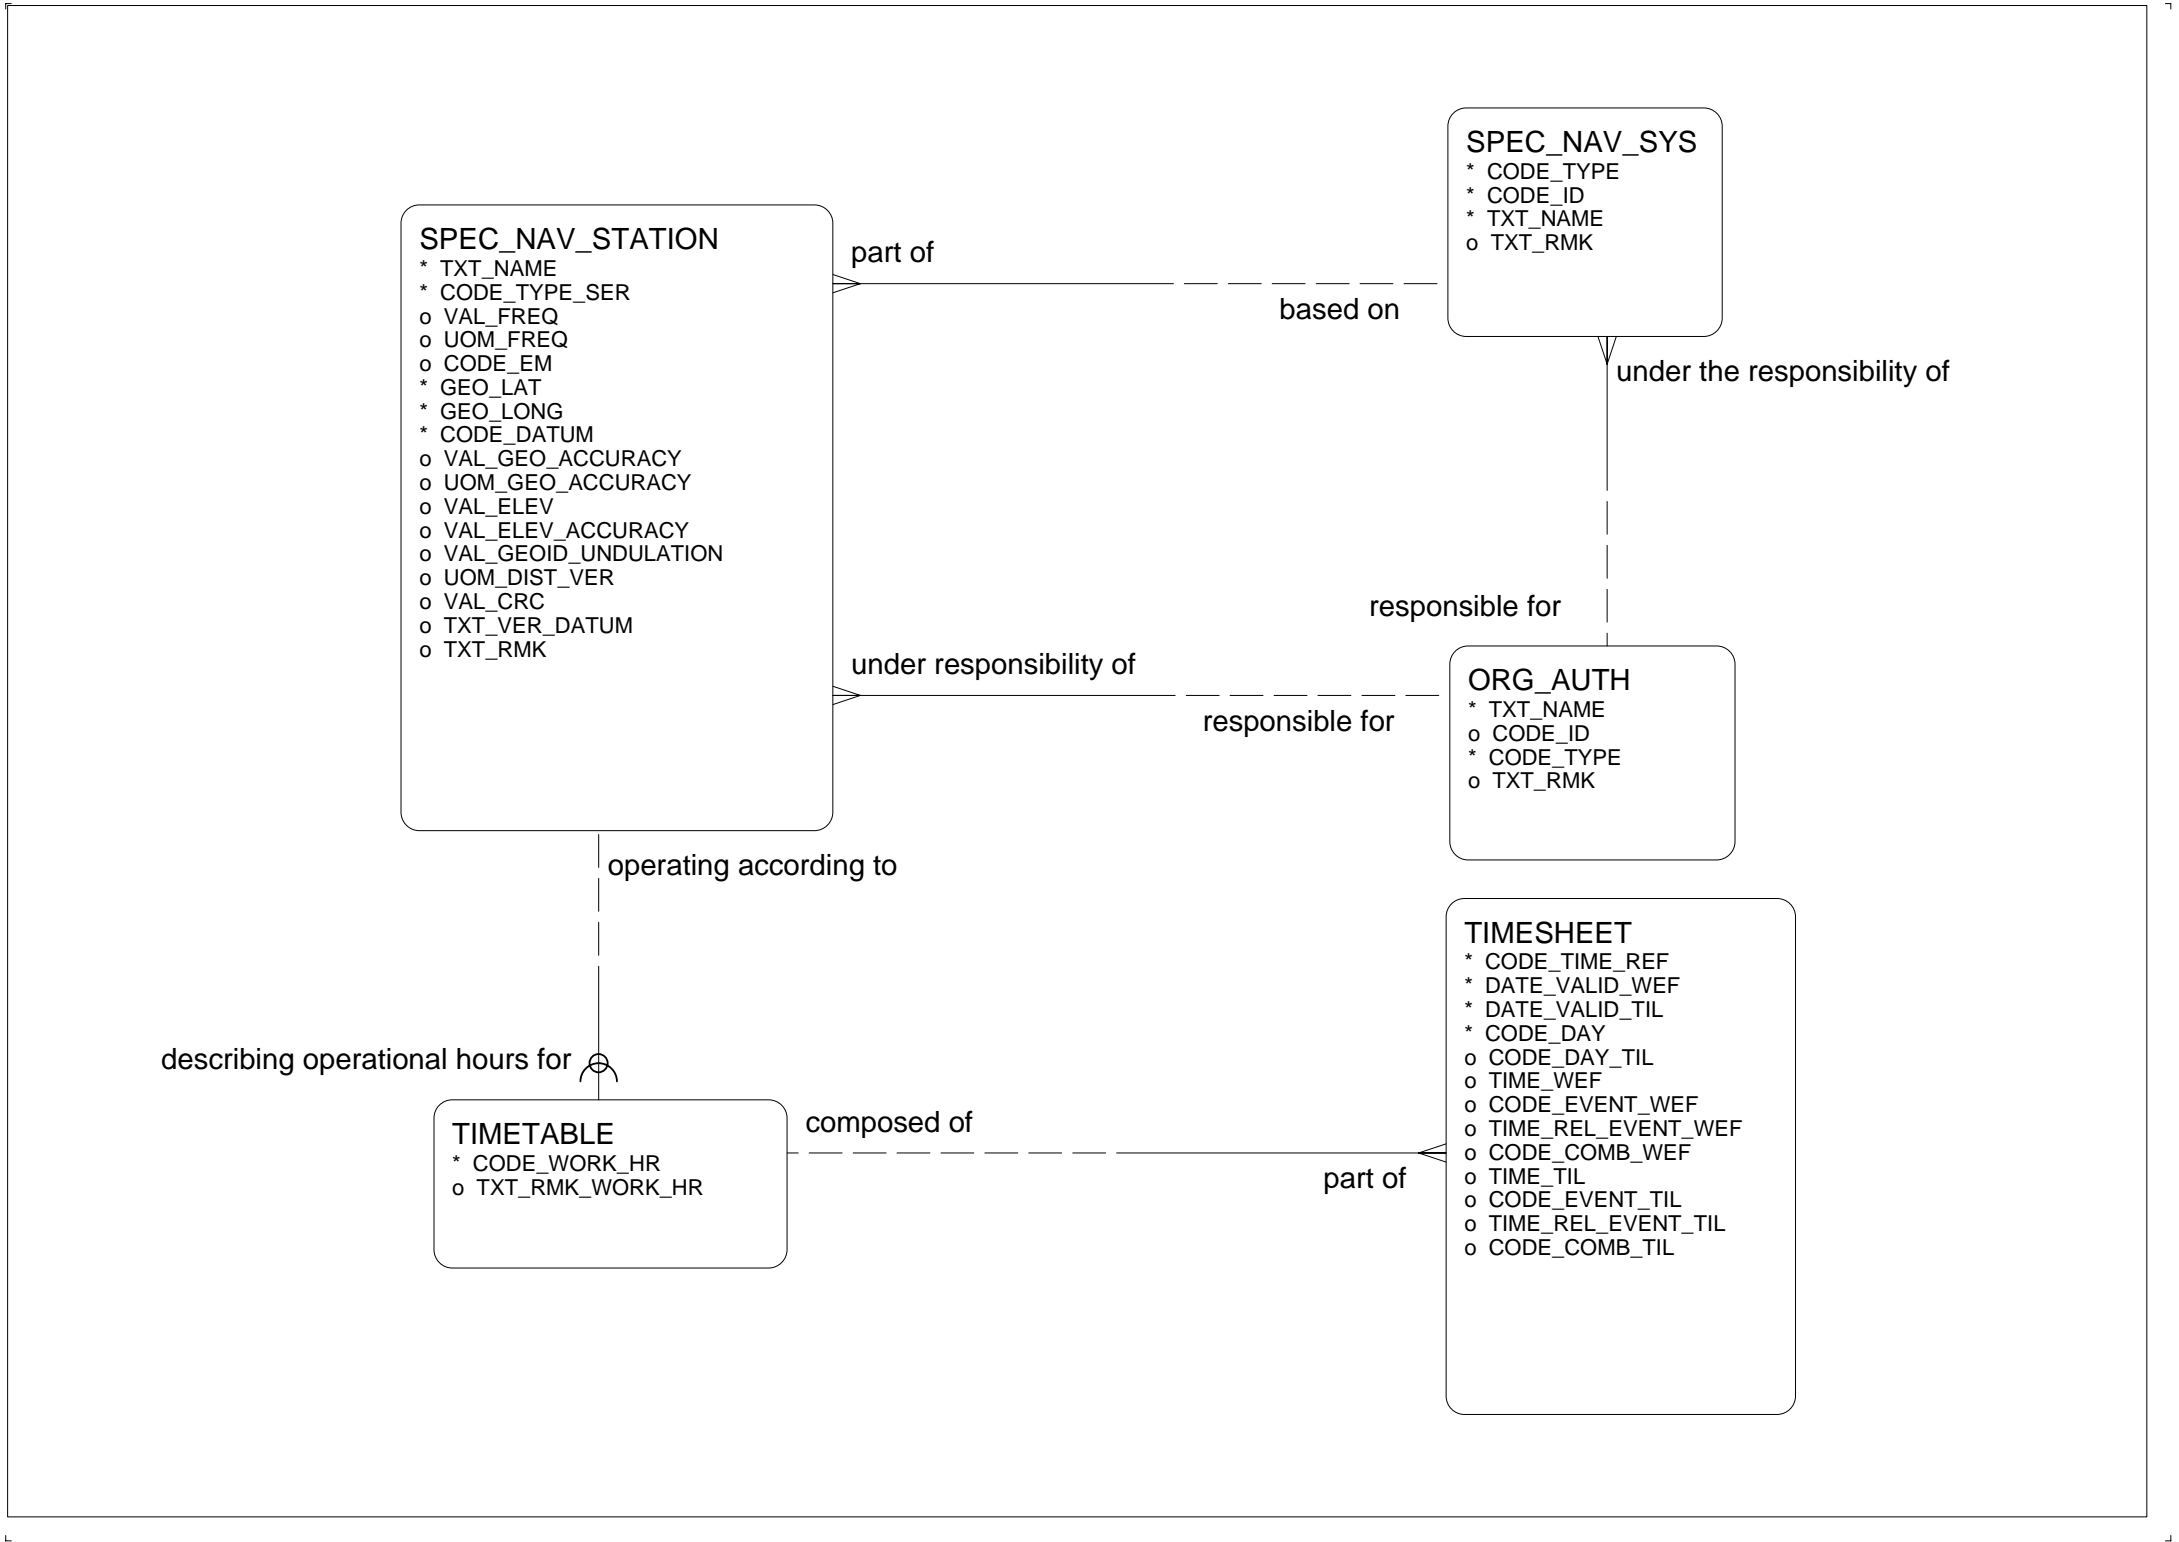 SPEC_NAV_SYS
* CODE_TYPE
* CODE_ID
* TXT_NAME
o TXT_RMK
SPEC_NAV_STATION
* TXT_NAME
* CODE_TYPE_SER
o VAL_FREQ
o UOM_FREQ
o CODE_EM
* GEO_LAT
* GEO_LONG
* CODE_DATUM
o VAL_GEO_ACCURACY
o UOM_GEO_ACCURACY
o VAL_ELEV
o VAL_ELEV_ACCURACY
o VAL_GEOID_UNDULATION
o UOM_DIST_VER
o VAL_CRC
o TXT_VER_DATUM
o TXT_RMK
part of
based on
under the responsibility of
responsible for
under responsibility of
responsible for
ORG_AUTH
* TXT_NAME
o CODE_ID
* CODE_TYPE
o TXT_RMK
operating according to
describing operational hours for
TIMETABLE
* CODE_WORK_HR
o TXT_RMK_WORK_HR
composed of
part of
TIMESHEET
* CODE_TIME_REF
* DATE_VALID_WEF
* DATE_VALID_TIL
* CODE_DAY
o CODE_DAY_TIL
o TIME_WEF
o CODE_EVENT_WEF
o TIME_REL_EVENT_WEF
o CODE_COMB_WEF
o TIME_TIL
o CODE_EVENT_TIL
o TIME_REL_EVENT_TIL
o CODE_COMB_TIL